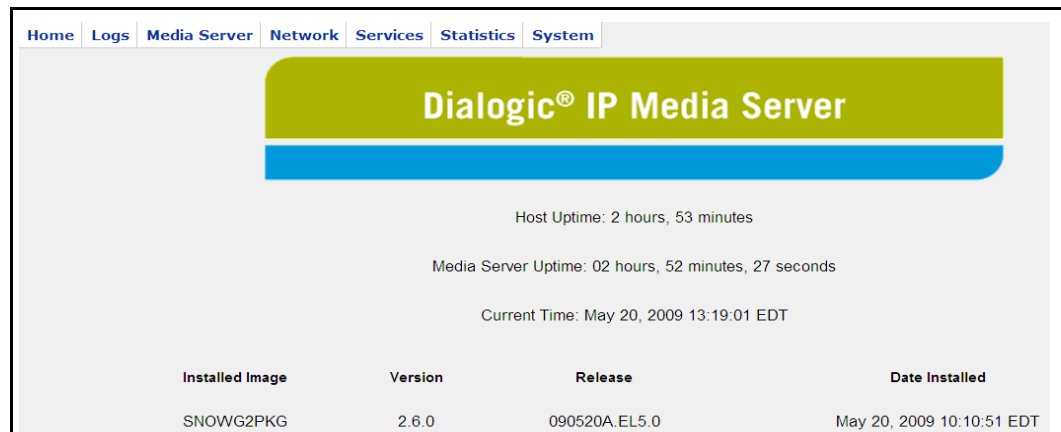 Home Logs Media Server Network Services Statistics System
Dialogic® IP Media Server
Host Uptime: 2 hours, 53 minutes
Media Server Uptime: 02 hours, 52 minutes, 27 seconds
Current Time: May 20, 2009 13:19:01 EDT
Installed Image Version Release Date Installed
SNOWG2PKG 2.6.0 090520A.EL5.0 May 20, 2009 10:10:51 EDT